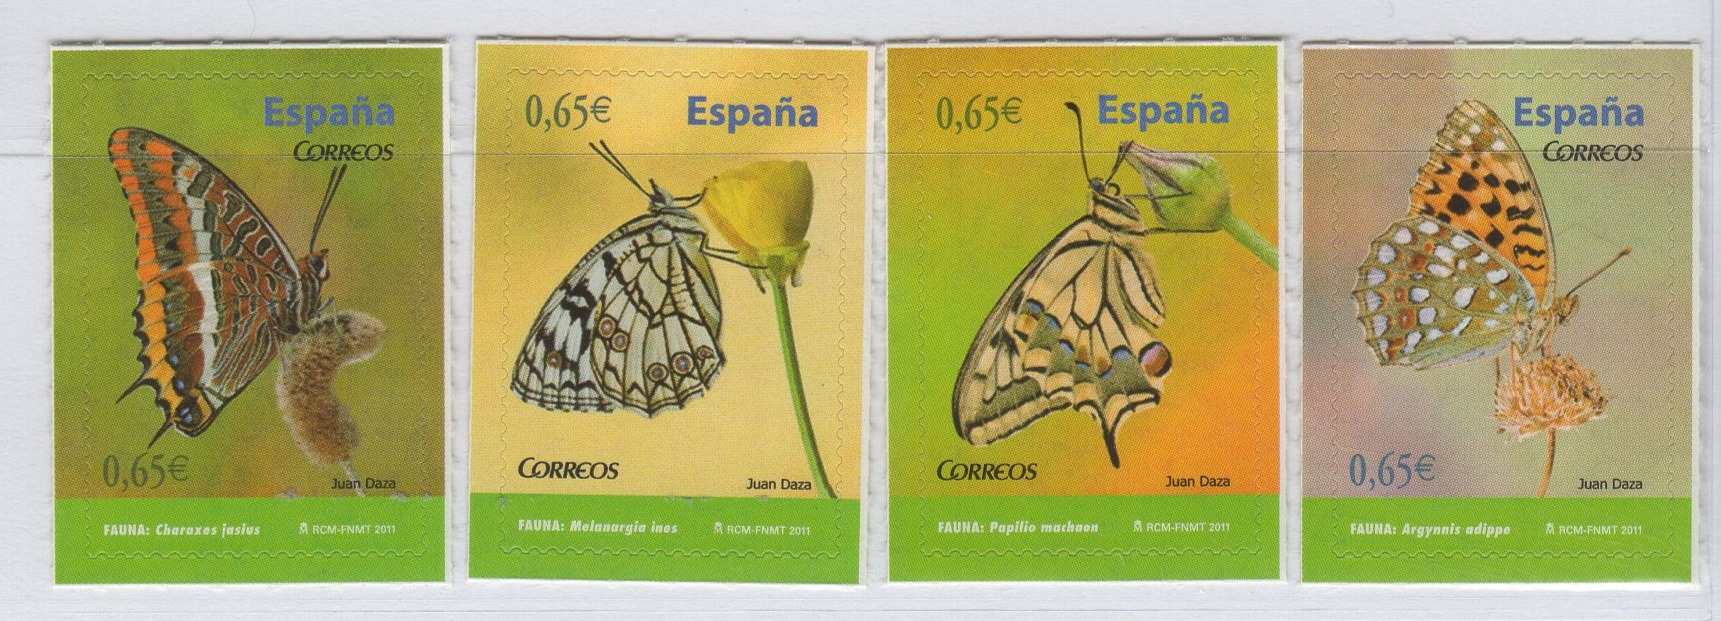 España
CORREOS
0,65€
Juan Daza
FAUNA: Charaxes jasius RCM-FNMT 2011
0,65€ España
CORREOS
Juan Daza
FAUNA: Melanargia ines RCM-FNMT 2011
0,65€ España
CORREOS
Juan Daza
FAUNA: Papilio machaon RCM-FNMT 2011
España
CORREOS
0,65€
Juan Daza
FAUNA: Argynnis adippe RCM-FNMT 2011